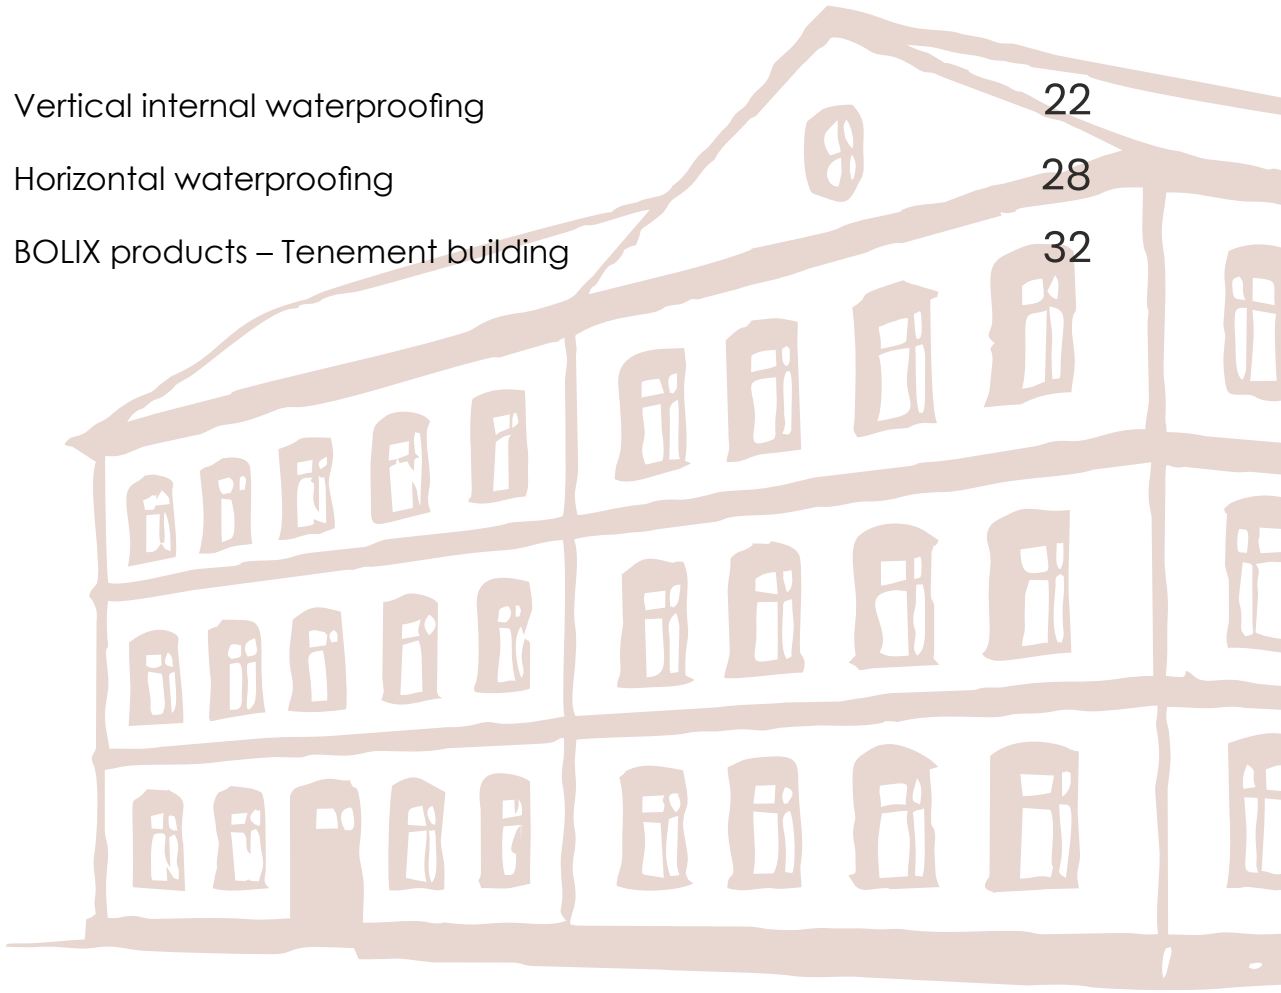 Vertical internal waterproofing 22
Horizontal waterproofing 28
BOLIX products – Tenement building 32